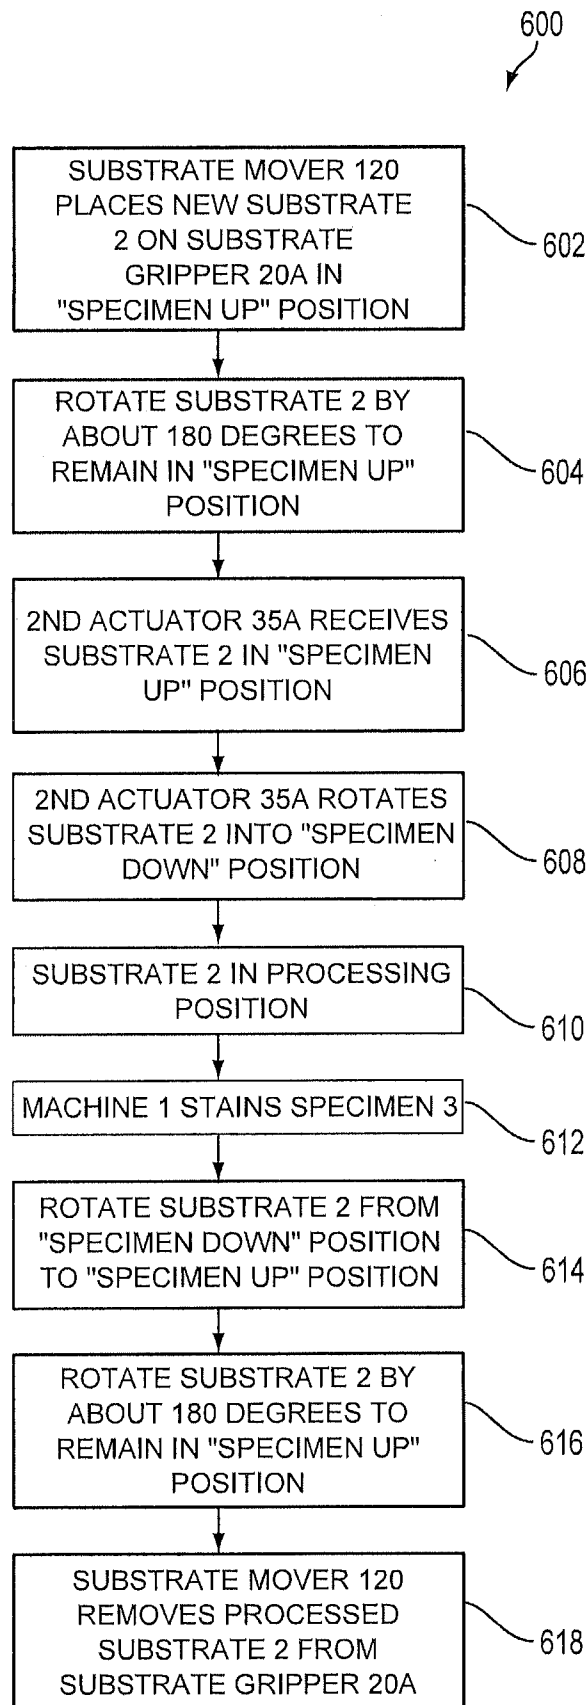 600
SUBSTRATE MOVER 120
PLACES NEW SUBSTRATE
2 ON SUBSTRATE
GRIPPER 20A IN
"SPECIMEN UP" POSITION
602
ROTATE SUBSTRATE 2 BY
ABOUT 180 DEGREES TO
REMAIN IN "SPECIMEN UP"
POSITION
604
2ND ACTUATOR 35A RECEIVES
SUBSTRATE 2 IN "SPECIMEN
UP" POSITION
606
2ND ACTUATOR 35A ROTATES
SUBSTRATE 2 INTO "SPECIMEN
DOWN" POSITION
608
SUBSTRATE 2 IN PROCESSING
POSITION
610
MACHINE 1 STAINS SPECIMEN 3
612
ROTATE SUBSTRATE 2 FROM
"SPECIMEN DOWN" POSITION
TO "SPECIMEN UP" POSITION
614
ROTATE SUBSTRATE 2 BY
ABOUT 180 DEGREES TO
REMAIN IN "SPECIMEN UP"
POSITION
616
SUBSTRATE MOVER 120
REMOVES PROCESSED
SUBSTRATE 2 FROM
SUBSTRATE GRIPPER 20A
618